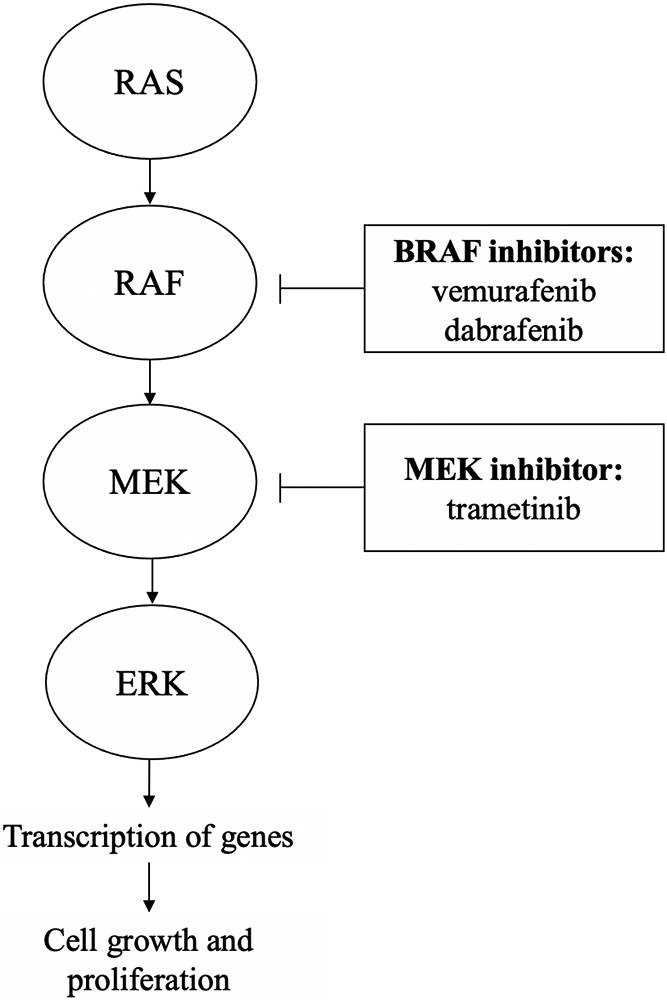 RAS
RAF
BRAF inhibitors:
vemurafenib
dabrafenib
MEK
MEK inhibitor:
trametinib
ERK
Transcription of genes
Cell growth and
proliferation